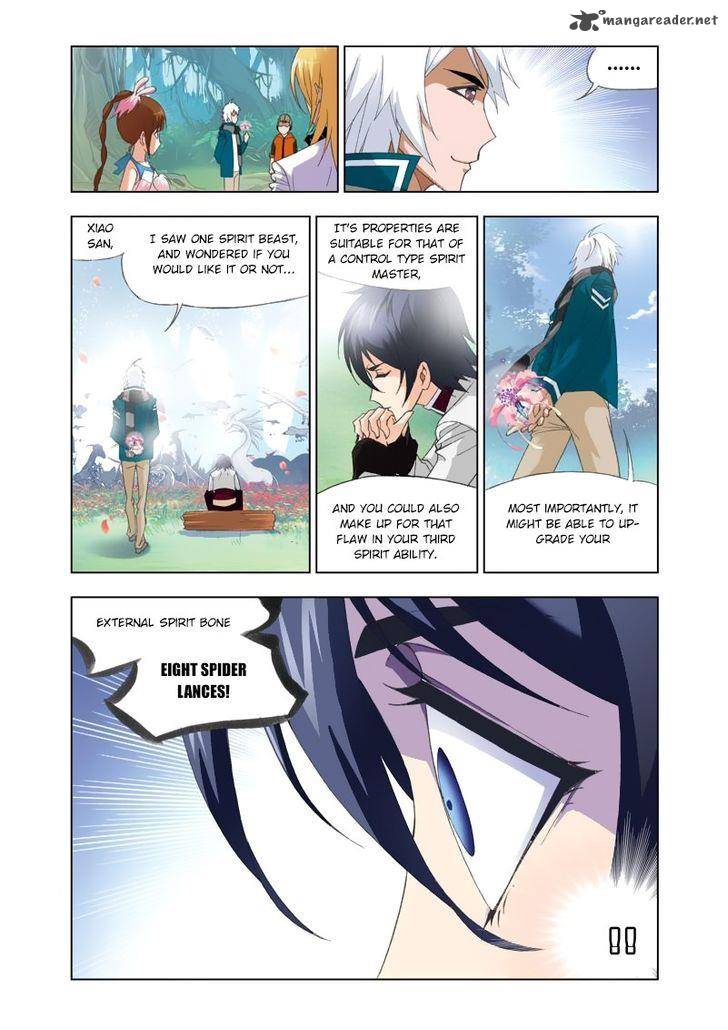 mangareader.net
......
XIAO
SAN,
I SAW ONE SPIRIT BEAST,
AND WONDERED IF YOU
WOULD LIKE IT OR NOT...
IT'S PROPERTIES ARE
SUITABLE FOR THAT OF
A CONTROL TYPE SPIRIT
MASTER,
AND YOU COULD ALSO
MAKE UP FOR THAT
FLAW IN YOUR THIRD
SPIRIT ABILITY.
MOST IMPORTANTLY, IT
MIGHT BE ABLE TO UP-
GRADE YOUR
EXTERNAL SPIRIT BONE
EIGHT SPIDER
LANCES!
!!